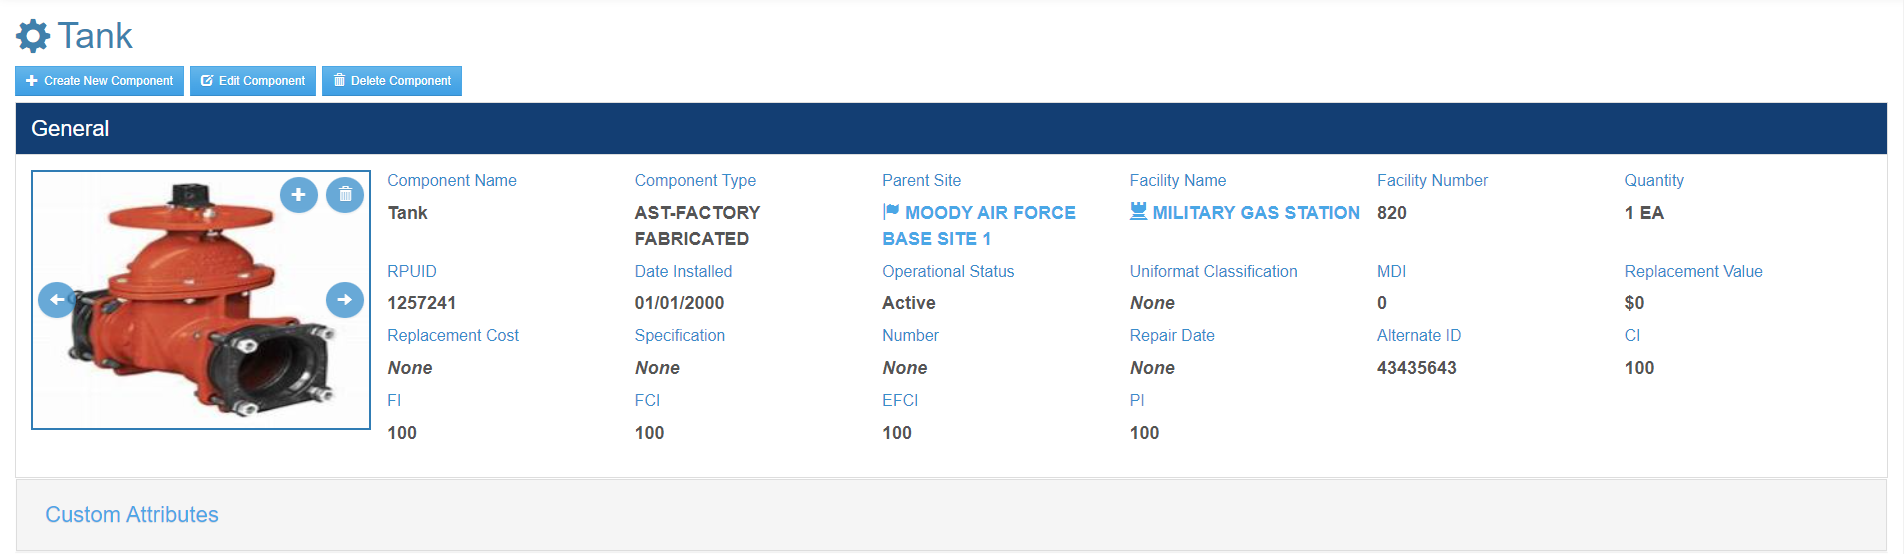 Tank
Create New Component
Edit Component
Delete Component
General
Component Name
Component Type
Parent Site
Facility Name
Facility Number
Quantity
Tank
AST-FACTORY
FABRICATED
MOODY AIR FORCE
BASE SITE 1
MILITARY GAS STATION
820
1 EA
RPUID
Date Installed
Operational Status
Uniformat Classification
MDI
Replacement Value
1257241
01/01/2000
Active
None
0
$0
Replacement Cost
Specification
Number
Repair Date
Alternate ID
CI
None
None
None
None
43435643
100
FI
FCI
EFCI
PI
100
100
100
100
Custom Attributes